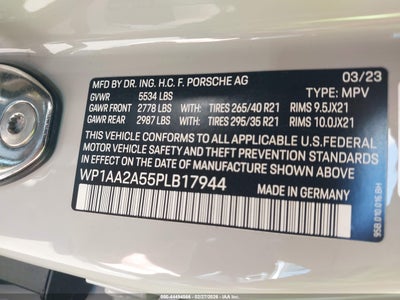 MFD BY DR. ING. H.C. F. PORSCHE AG 03/23
GVWR 5534 LBS TYPE: MPV
GAWR FRONT 2778 LBS WITH: TIRES 265/40 R21 RIMS 9.5JX21
GAWR REAR 2987 LBS WITH: TIRES 295/35 R21 RIMS 10.0JX21
THIS VEHICLE CONFORMS TO ALL APPLICABLE U.S.FEDERAL
MOTOR VEHICLE SAFETY, BUMPER AND THEFT PREVENTION
STANDARDS IN EFFECT ON THE DATE OF MANUFACTURE SHOWN ABOVE.
WP1AA2A55PLB17944 MADE IN GERMANY